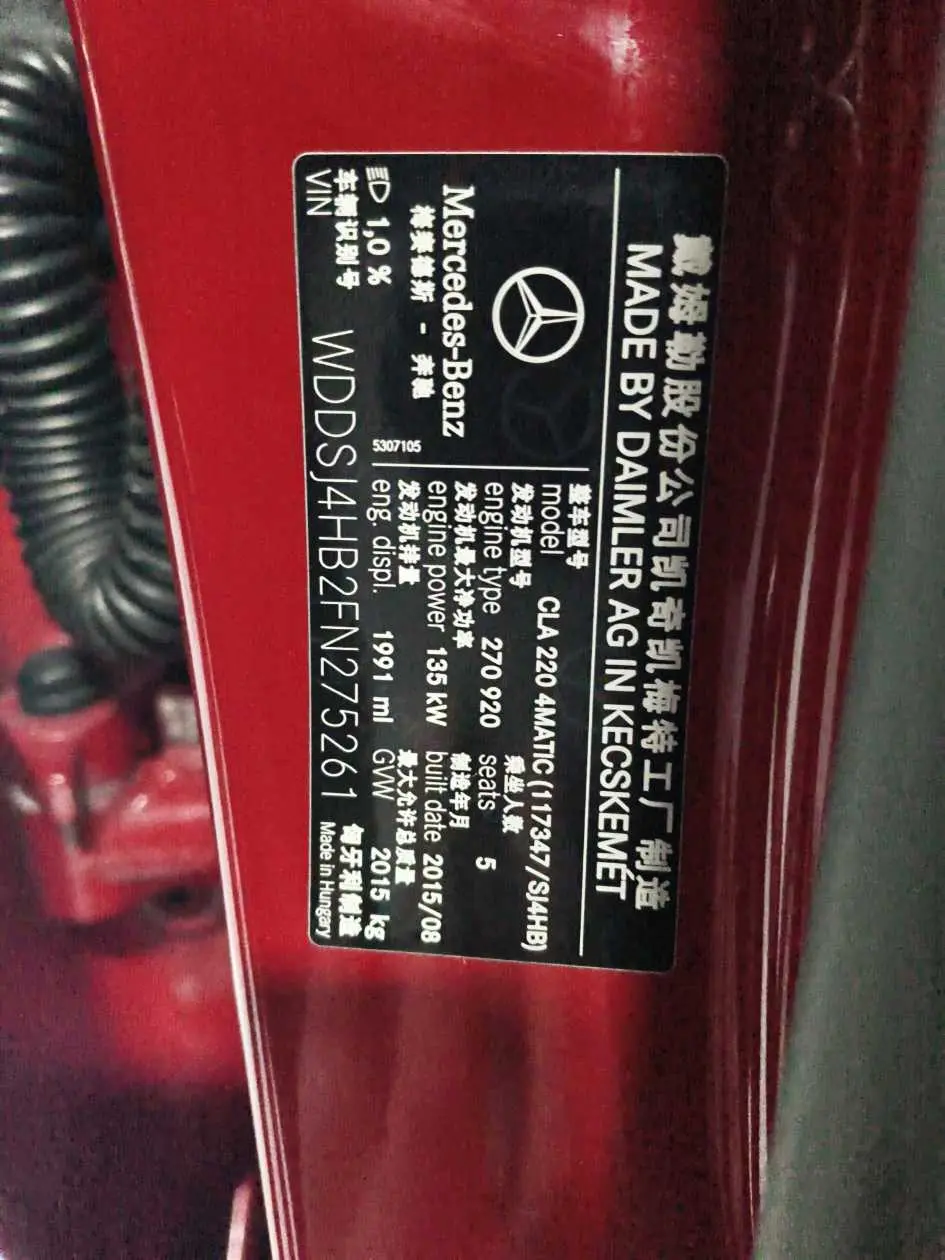 戴姆勒股份公司凯奇凯梅特工厂制造
MADE BY DAIMLER AG IN KECSKEMÉT
Mercedes-Benz
梅赛德斯 - 奔驰
1,0 %
5307105
整车型号
model CLA 220 4MATIC (117347/SJ4HB)
发动机型号 乘坐人数
engine type 270 920 seats 5
发动机最大净功率 制造年月
engine power 135 kW built date 2015/08
发动机排量 最大允许总质量
eng. displ. 1991 ml GWW 2015 kg
车辆识别号 匈牙利制造
VIN WDDSJ4HB2FN275261 Made in Hungary